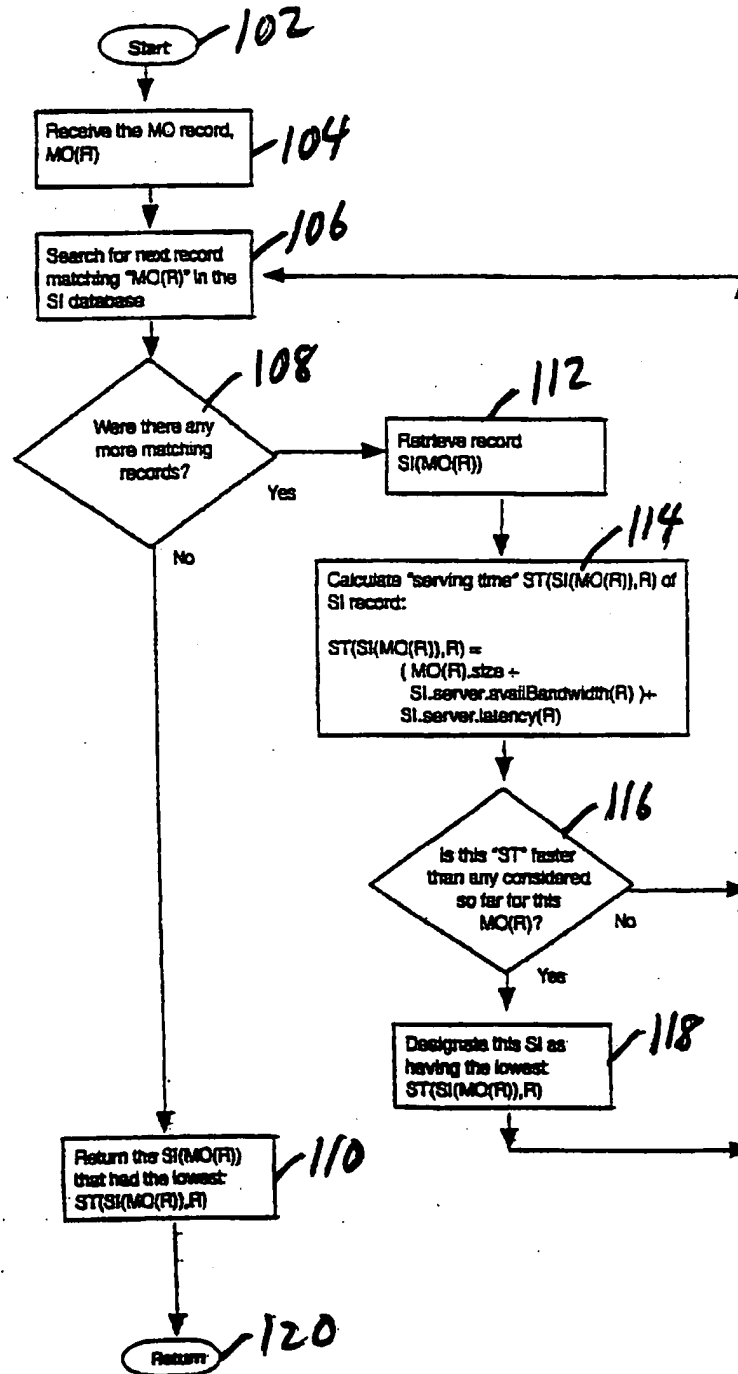 Start
102
Receive the MO record,
MO(R)
104
Search for next record
matching "MO(R)" in the
SI database
106
Were there any
more matching
records?
108
Yes
No
Retrieve record
SI(MO(R))
112
Calculate "serving time" ST(SI(MO(R)),R) of
SI record:
ST(SI(MO(R)),R) =
( MO(R).size ÷
SI.server.availBandwidth(R) )+
SI.server.latency(R)
114
Is this "ST" faster
than any considered
so far for this
MO(R)?
116
No
Yes
Designate this SI as
having the lowest
ST(SI(MO(R)),R)
118
Return the SI(MO(R))
that had the lowest
ST(SI(MO(R)),R)
110
Return
120